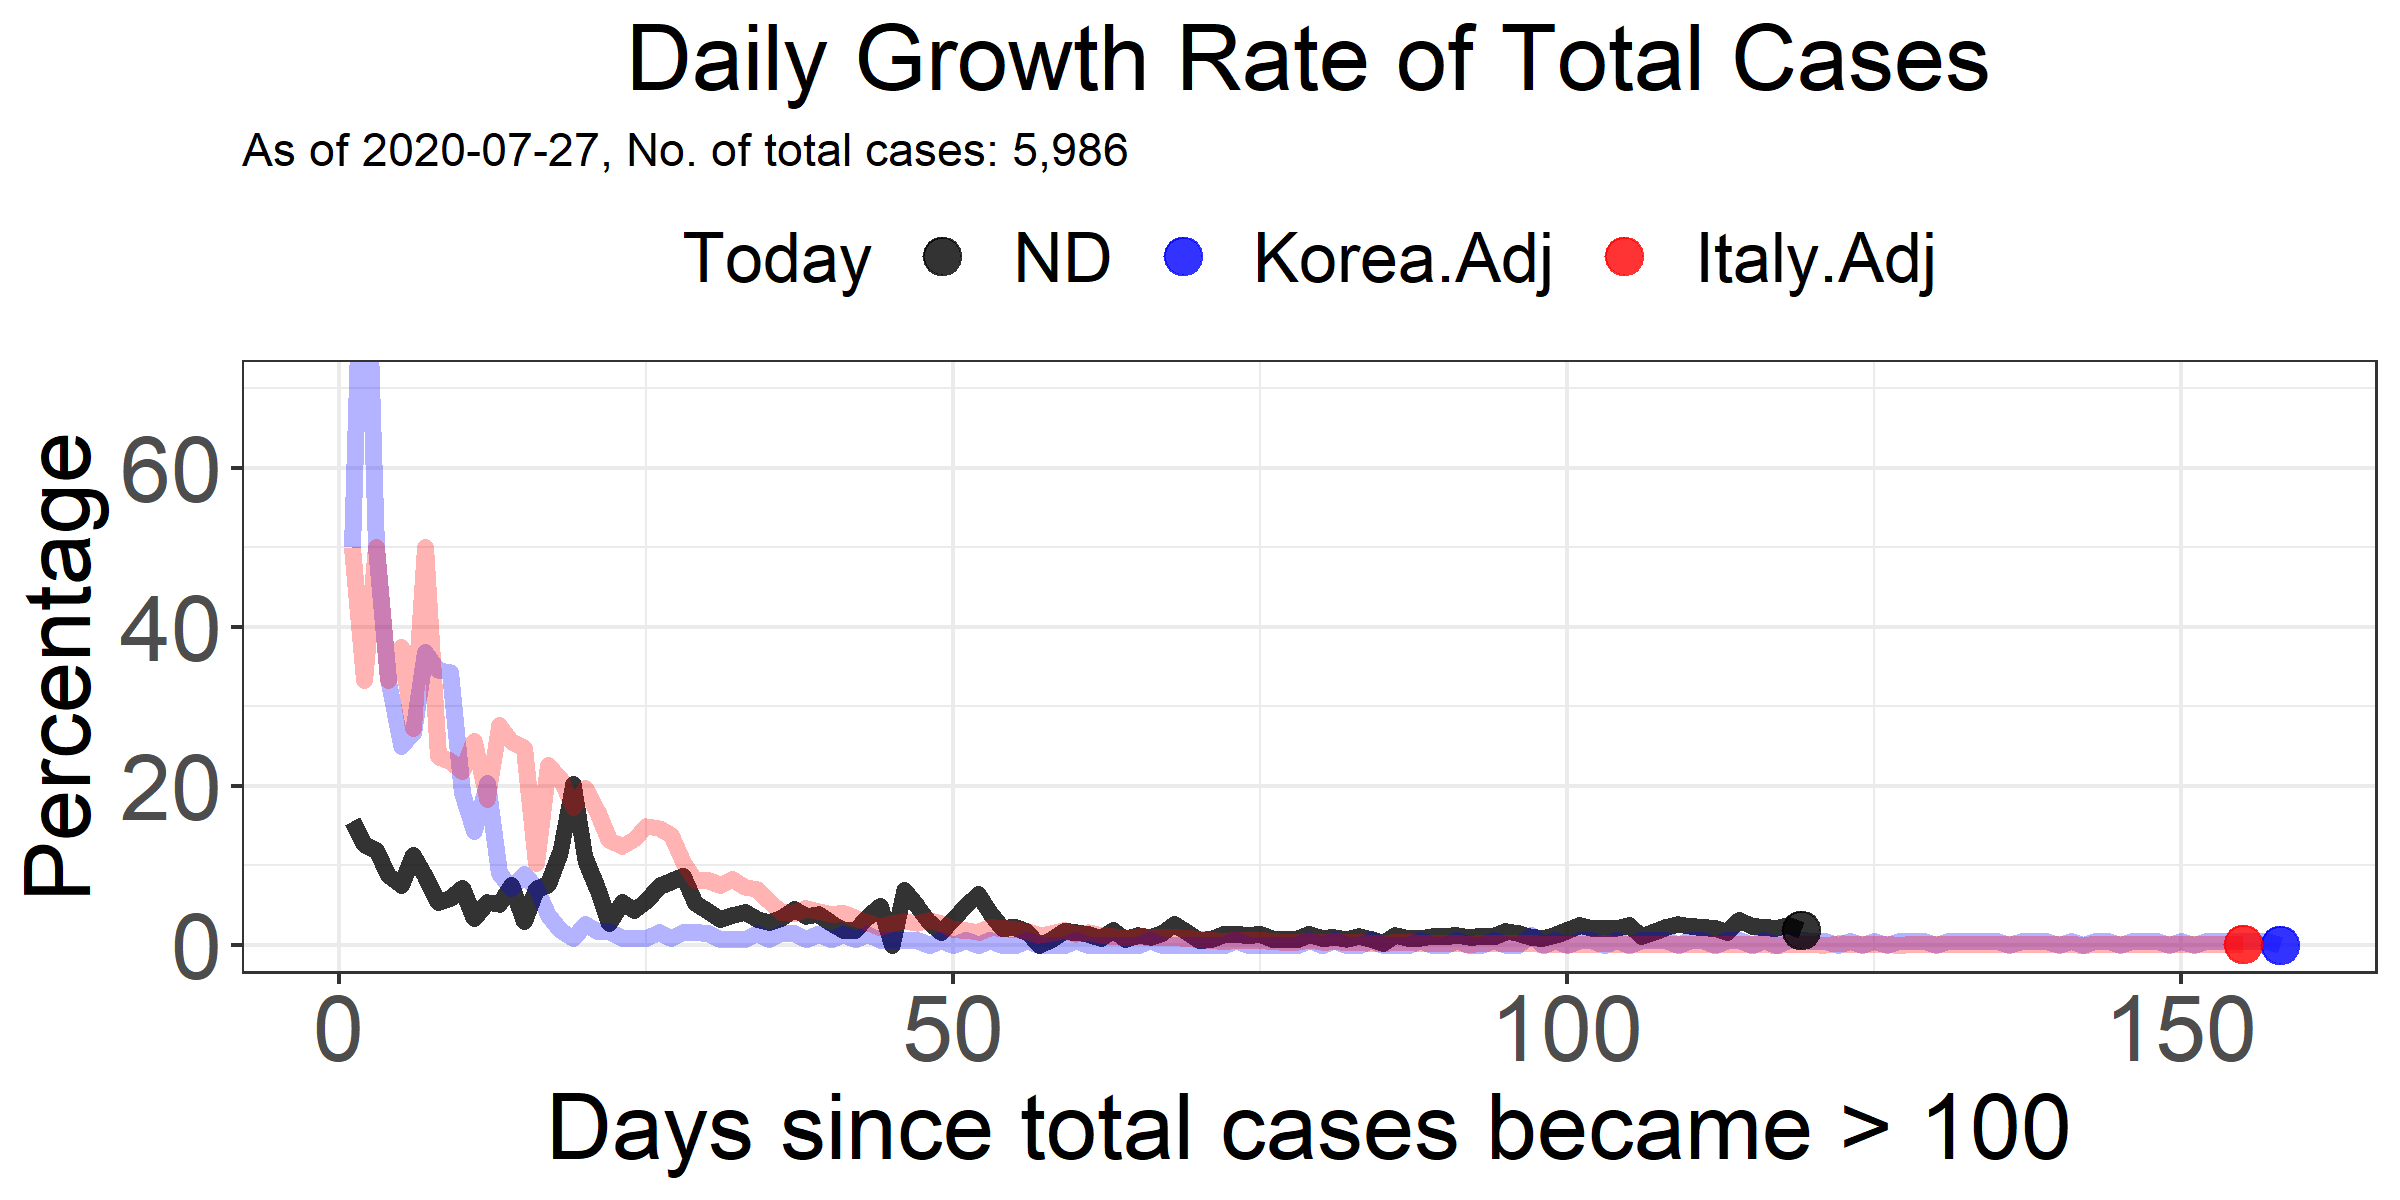 Daily Growth Rate of Total Cases
As of 2020-07-27, No. of total cases: 5,986
Today ND Korea.Adj Italy.Adj
Percentage
60
40
20
0
0 50 100 150
Days since total cases became > 100